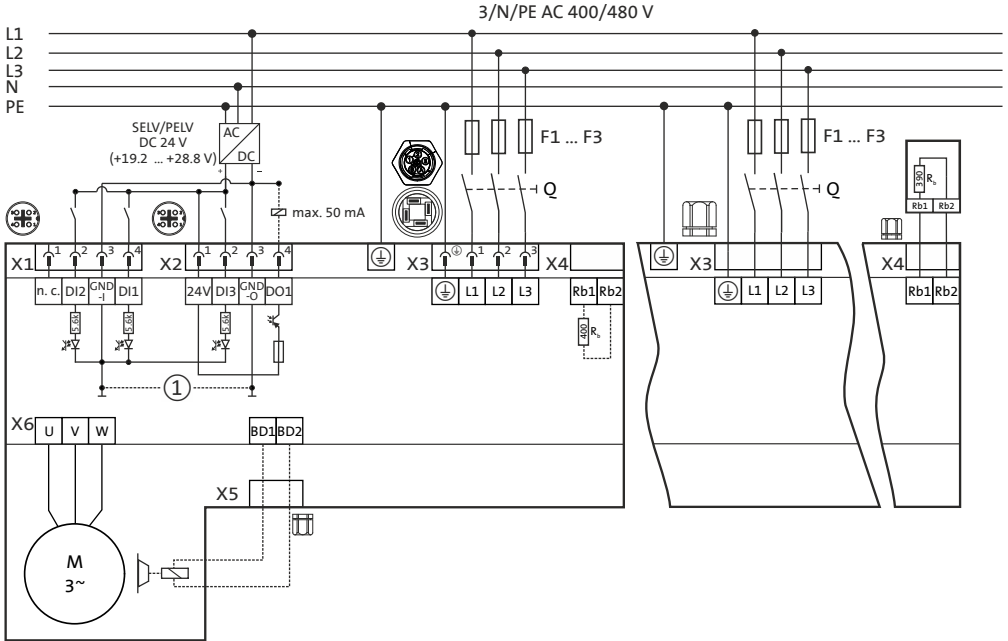 3/N/PE AC 400/480 V
L1
L2
L3
N
PE
SELV/PELV
DC 24 V
(+19.2 ... +28.8 V)
AC
DC
+ –
max. 50 mA
F1 ... F3
Q
F1 ... F3
Q
390 Rb
Rb1 Rb2
X1 1 2 3 4
X2 1 2 3 4
X3 1 2 3
X4
X3
X4
n. c. DI2 GND-I DI1
24V DI3 GND-O DO1
L1 L2 L3
Rb1 Rb2
L1 L2 L3
Rb1 Rb2
5.6k 5.6k 5.6k
400 Rb
1
X6 U V W
BD1 BD2
X5
M
3~